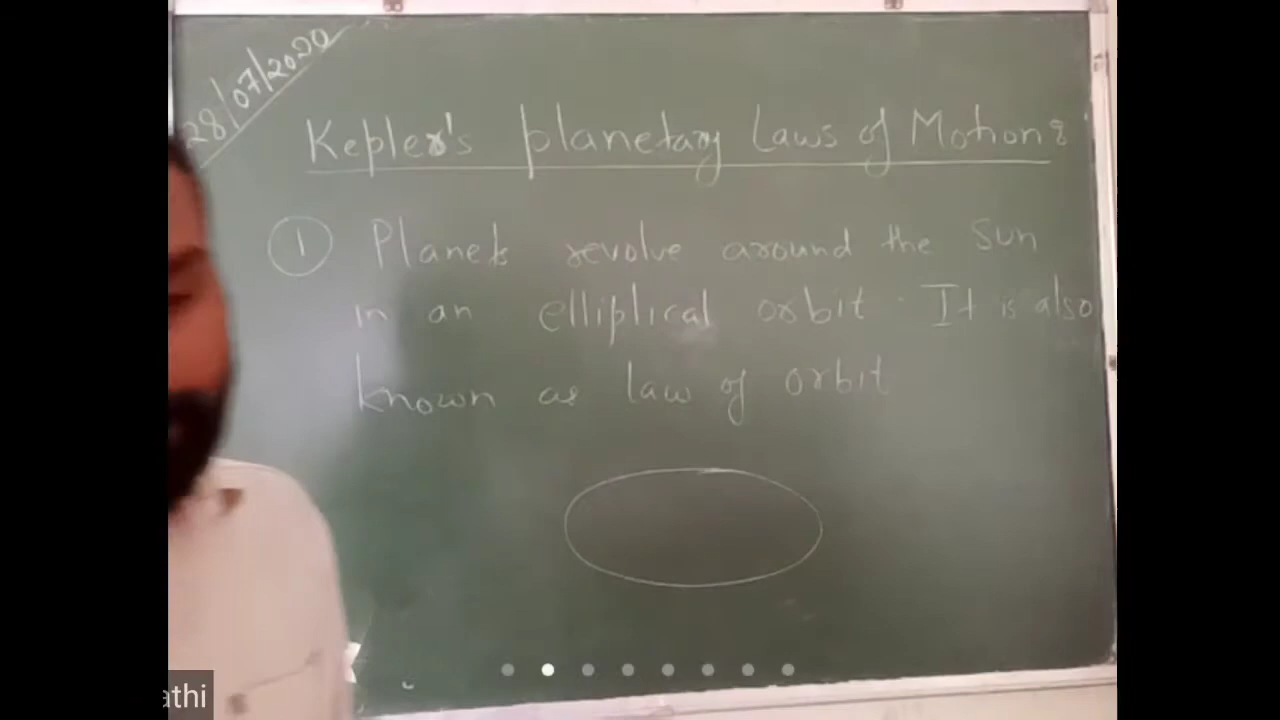 28/07/2020
Kepler's planetary Laws of Motion:
① Planets revolve around the Sun
in an elliptical orbit. It is also
known as law of orbit
athi